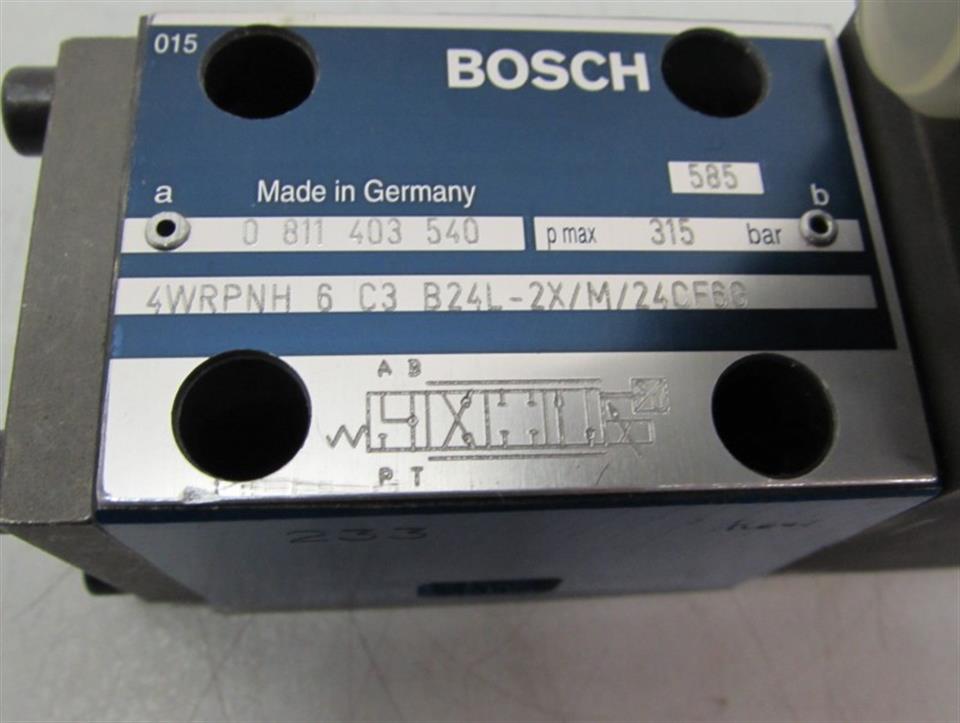 015
BOSCH
585
a Made in Germany b
0 811 403 540 p max 315 bar
4WRPNH 6 C3 B24L-2X/M/24CF6G
A B
P T
233